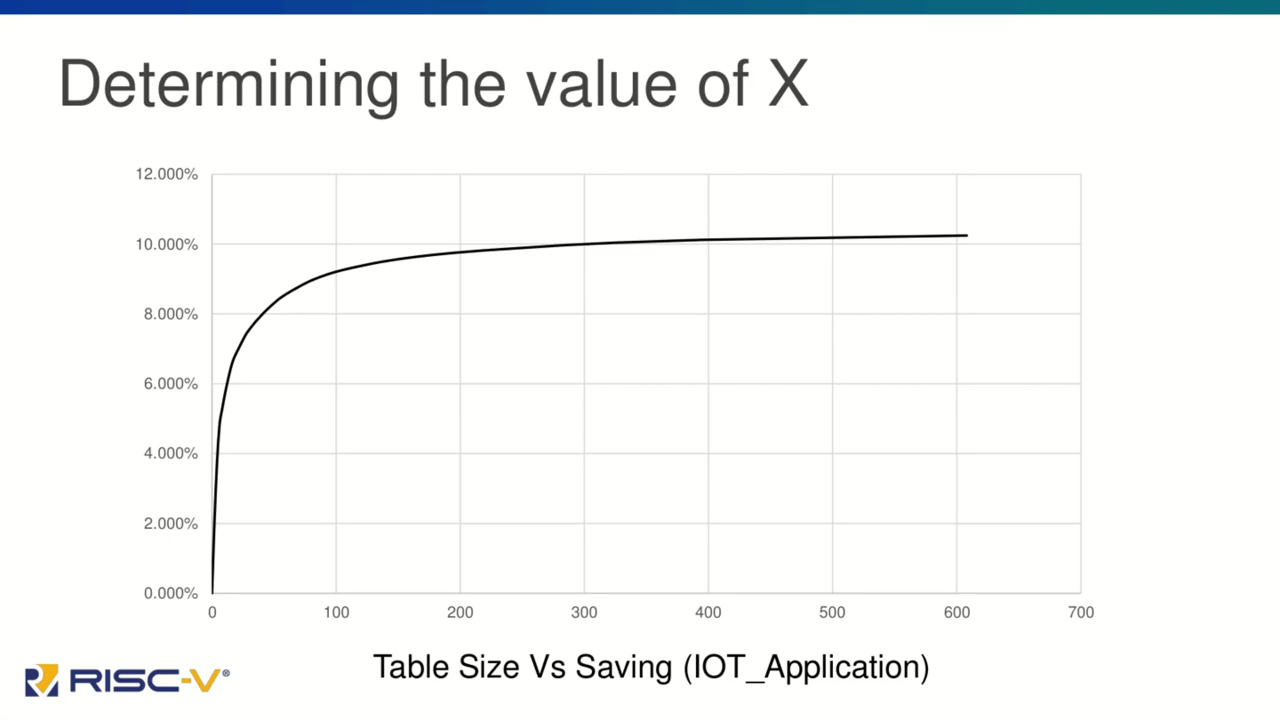 Determining the value of X
12.000%
10.000%
8.000%
6.000%
4.000%
2.000%
0.000%
0 100 200 300 400 500 600 700
Table Size Vs Saving (IOT_Application)
RISC-V®